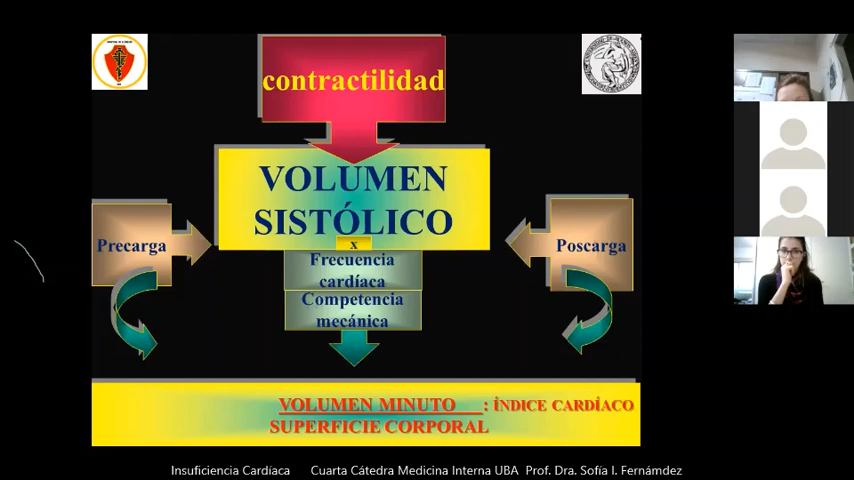 contractilidad
VOLUMEN
SISTÓLICO
Precarga
x
Poscarga
Frecuencia
cardíaca
Competencia
mecánica
VOLUMEN MINUTO : ÍNDICE CARDÍACO
SUPERFICIE CORPORAL
Insuficiencia Cardíaca Cuarta Cátedra Medicina Interna UBA Prof. Dra. Sofía I. Fernámdez